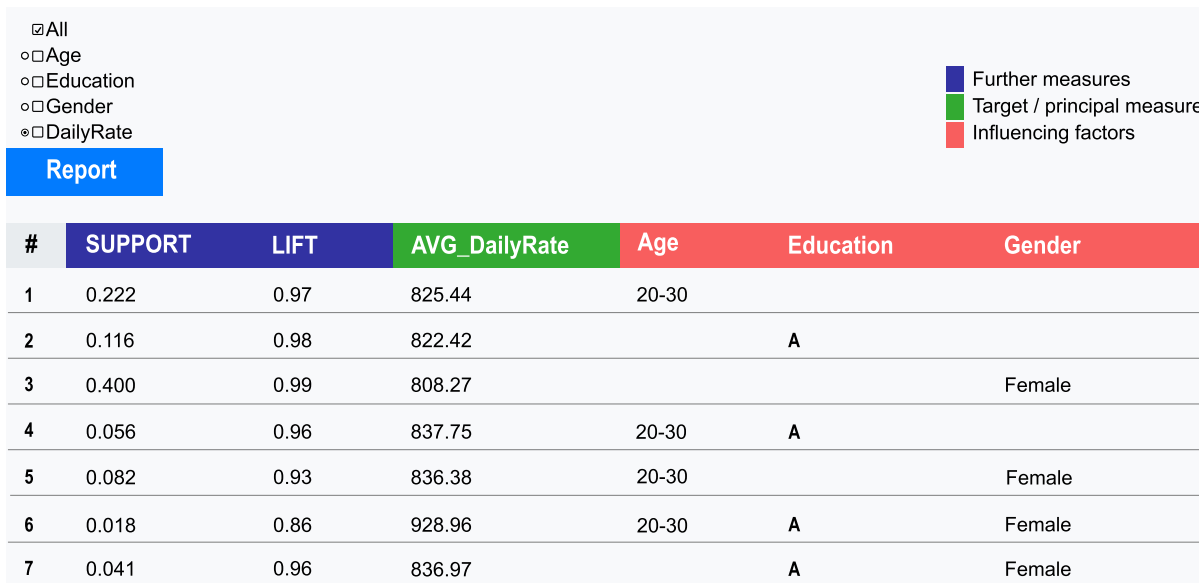 All
Age
Education
Gender
DailyRate
Report
Further measures
Target / principal measure
Influencing factors
# SUPPORT LIFT AVG_DailyRate Age Education Gender
1 0.222 0.97 825.44 20-30
2 0.116 0.98 822.42 A
3 0.400 0.99 808.27 Female
4 0.056 0.96 837.75 20-30 A
5 0.082 0.93 836.38 20-30 Female
6 0.018 0.86 928.96 20-30 A Female
7 0.041 0.96 836.97 A Female